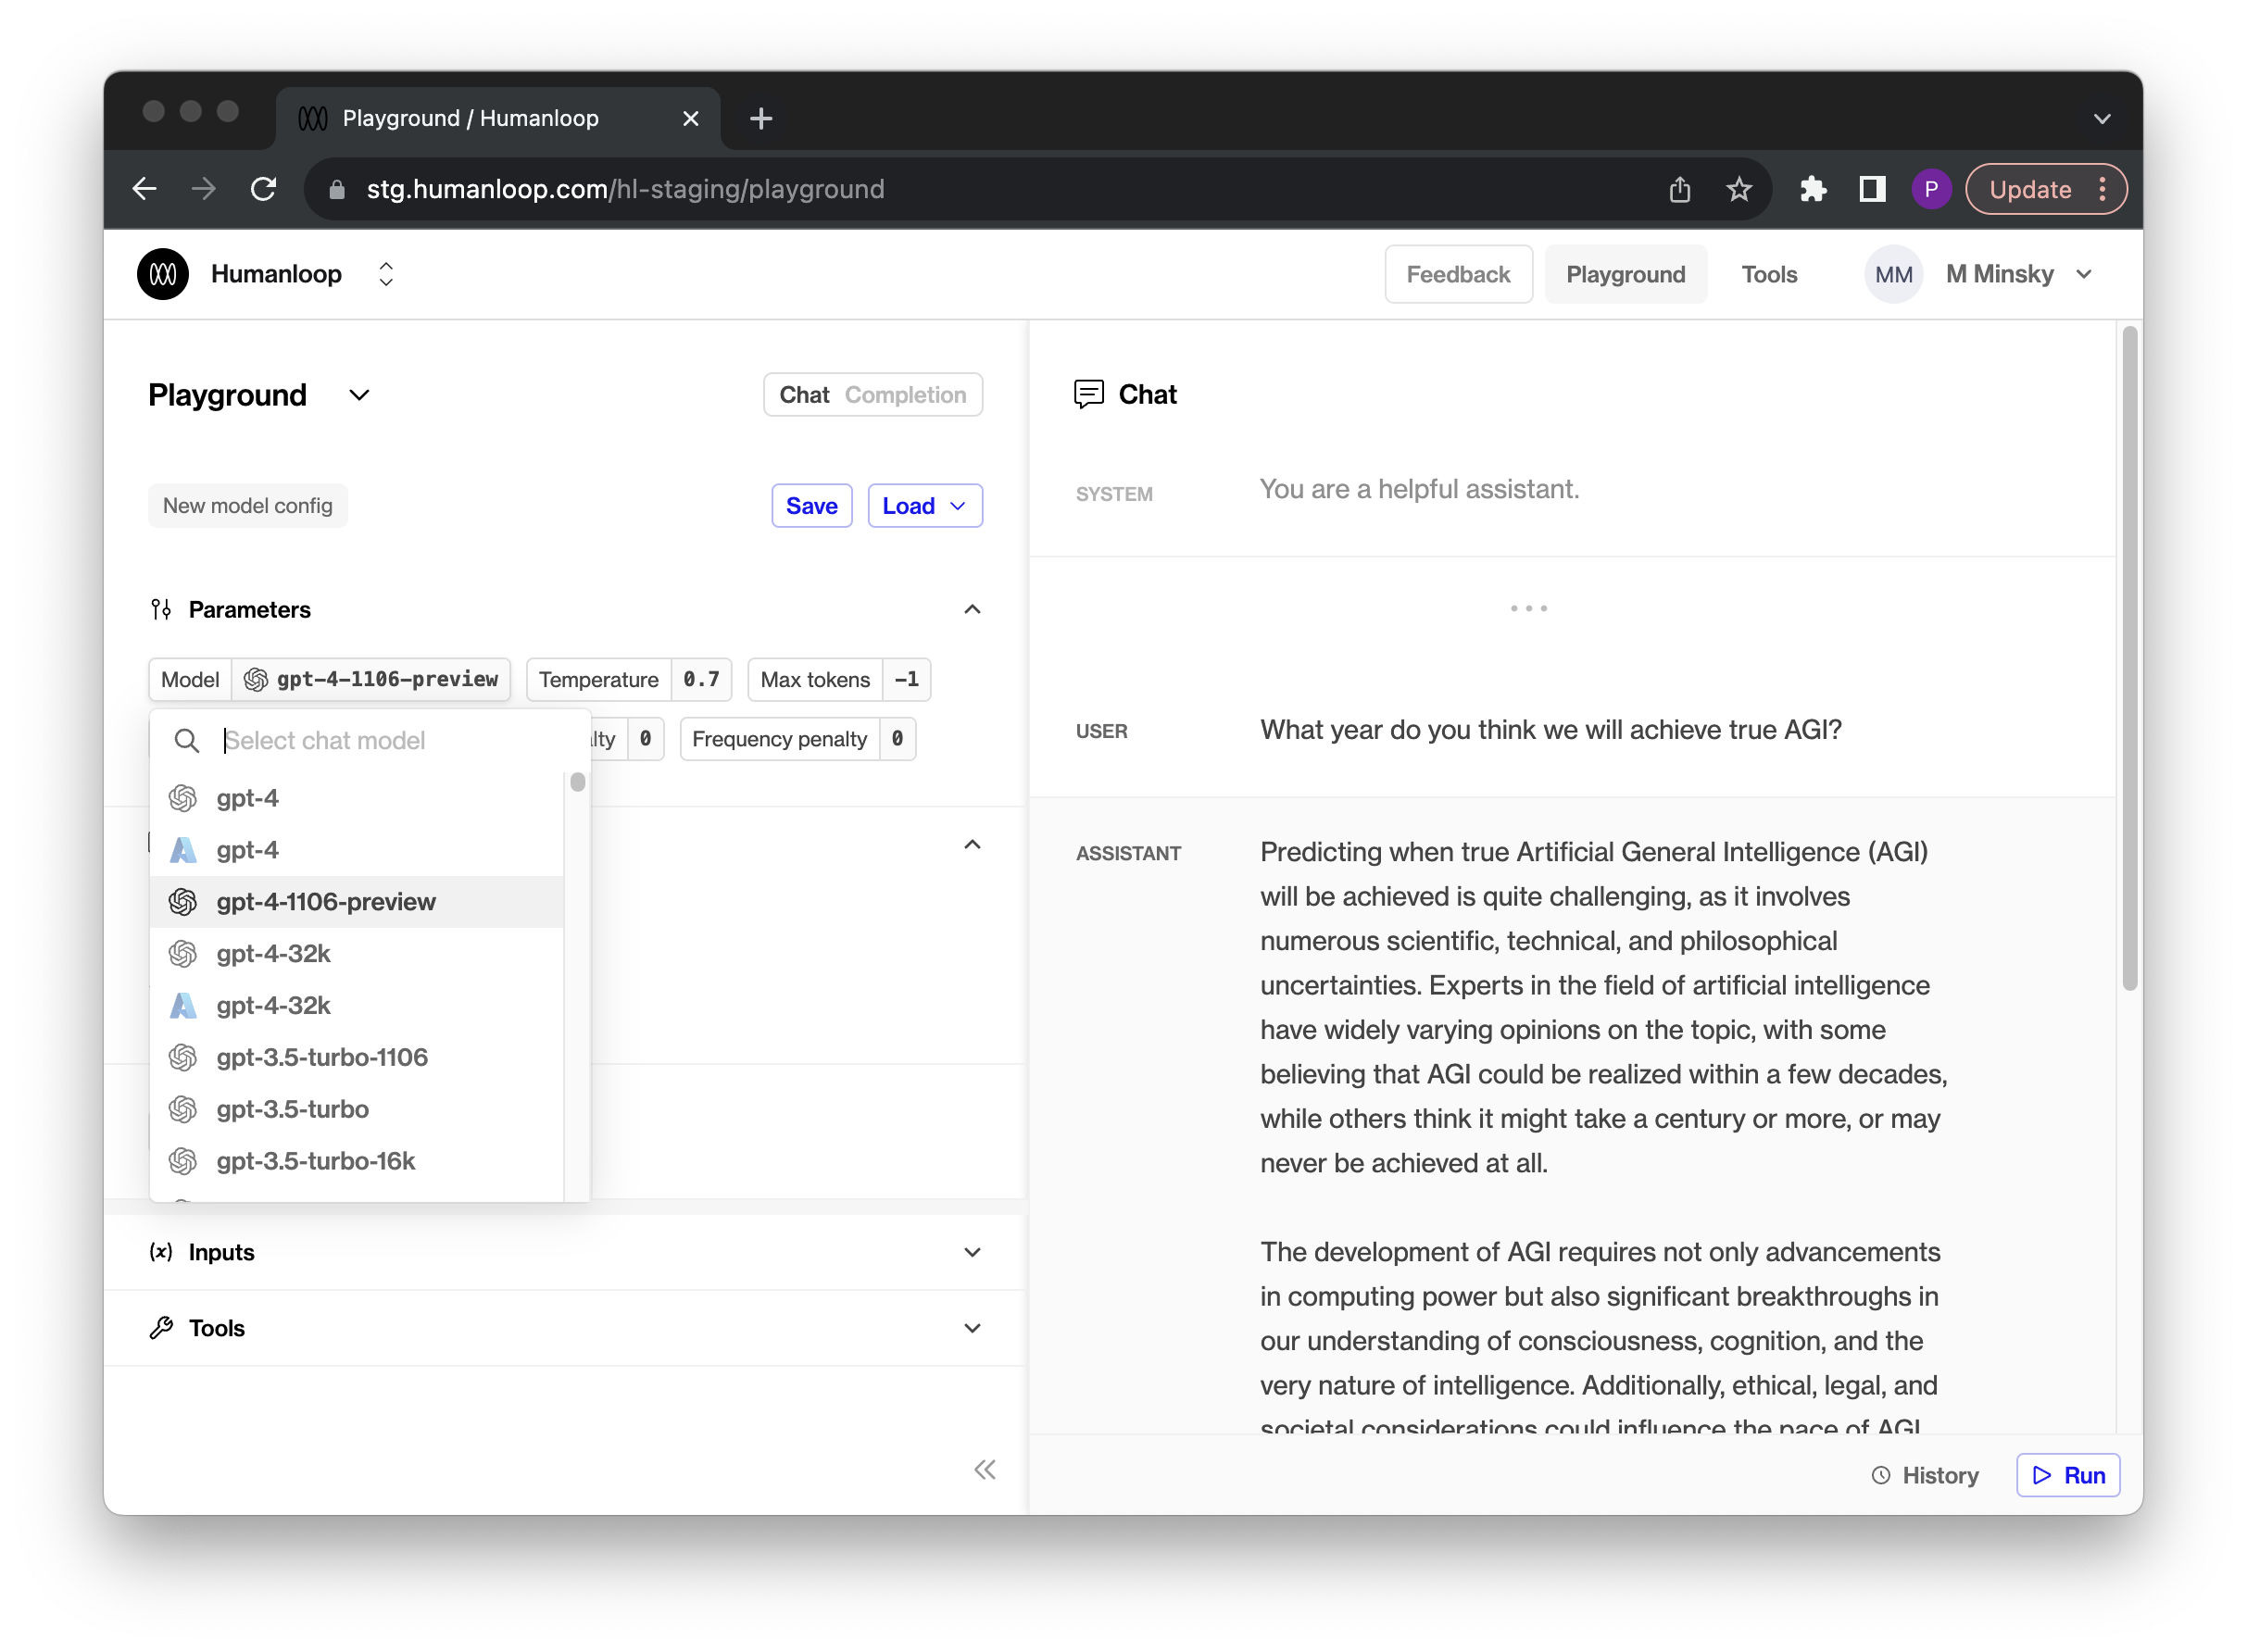 Playground / Humanloop
stg.humanloop.com/hl-staging/playground
P
Update
Humanloop
Feedback
Playground
Tools
MM
M Minsky
Playground
Chat Completion
New model config
Save
Load
Parameters
Model gpt-4-1106-preview
Temperature 0.7
Max tokens -1
Select chat model
lty 0
Frequency penalty 0
gpt-4
gpt-4
gpt-4-1106-preview
gpt-4-32k
gpt-4-32k
gpt-3.5-turbo-1106
gpt-3.5-turbo
gpt-3.5-turbo-16k
(x) Inputs
Tools
Chat
SYSTEM
You are a helpful assistant.
USER
What year do you think we will achieve true AGI?
ASSISTANT
Predicting when true Artificial General Intelligence (AGI)
will be achieved is quite challenging, as it involves
numerous scientific, technical, and philosophical
uncertainties. Experts in the field of artificial intelligence
have widely varying opinions on the topic, with some
believing that AGI could be realized within a few decades,
while others think it might take a century or more, or may
never be achieved at all.
The development of AGI requires not only advancements
in computing power but also significant breakthroughs in
our understanding of consciousness, cognition, and the
very nature of intelligence. Additionally, ethical, legal, and
societal considerations could influence the pace of AGI
History
Run